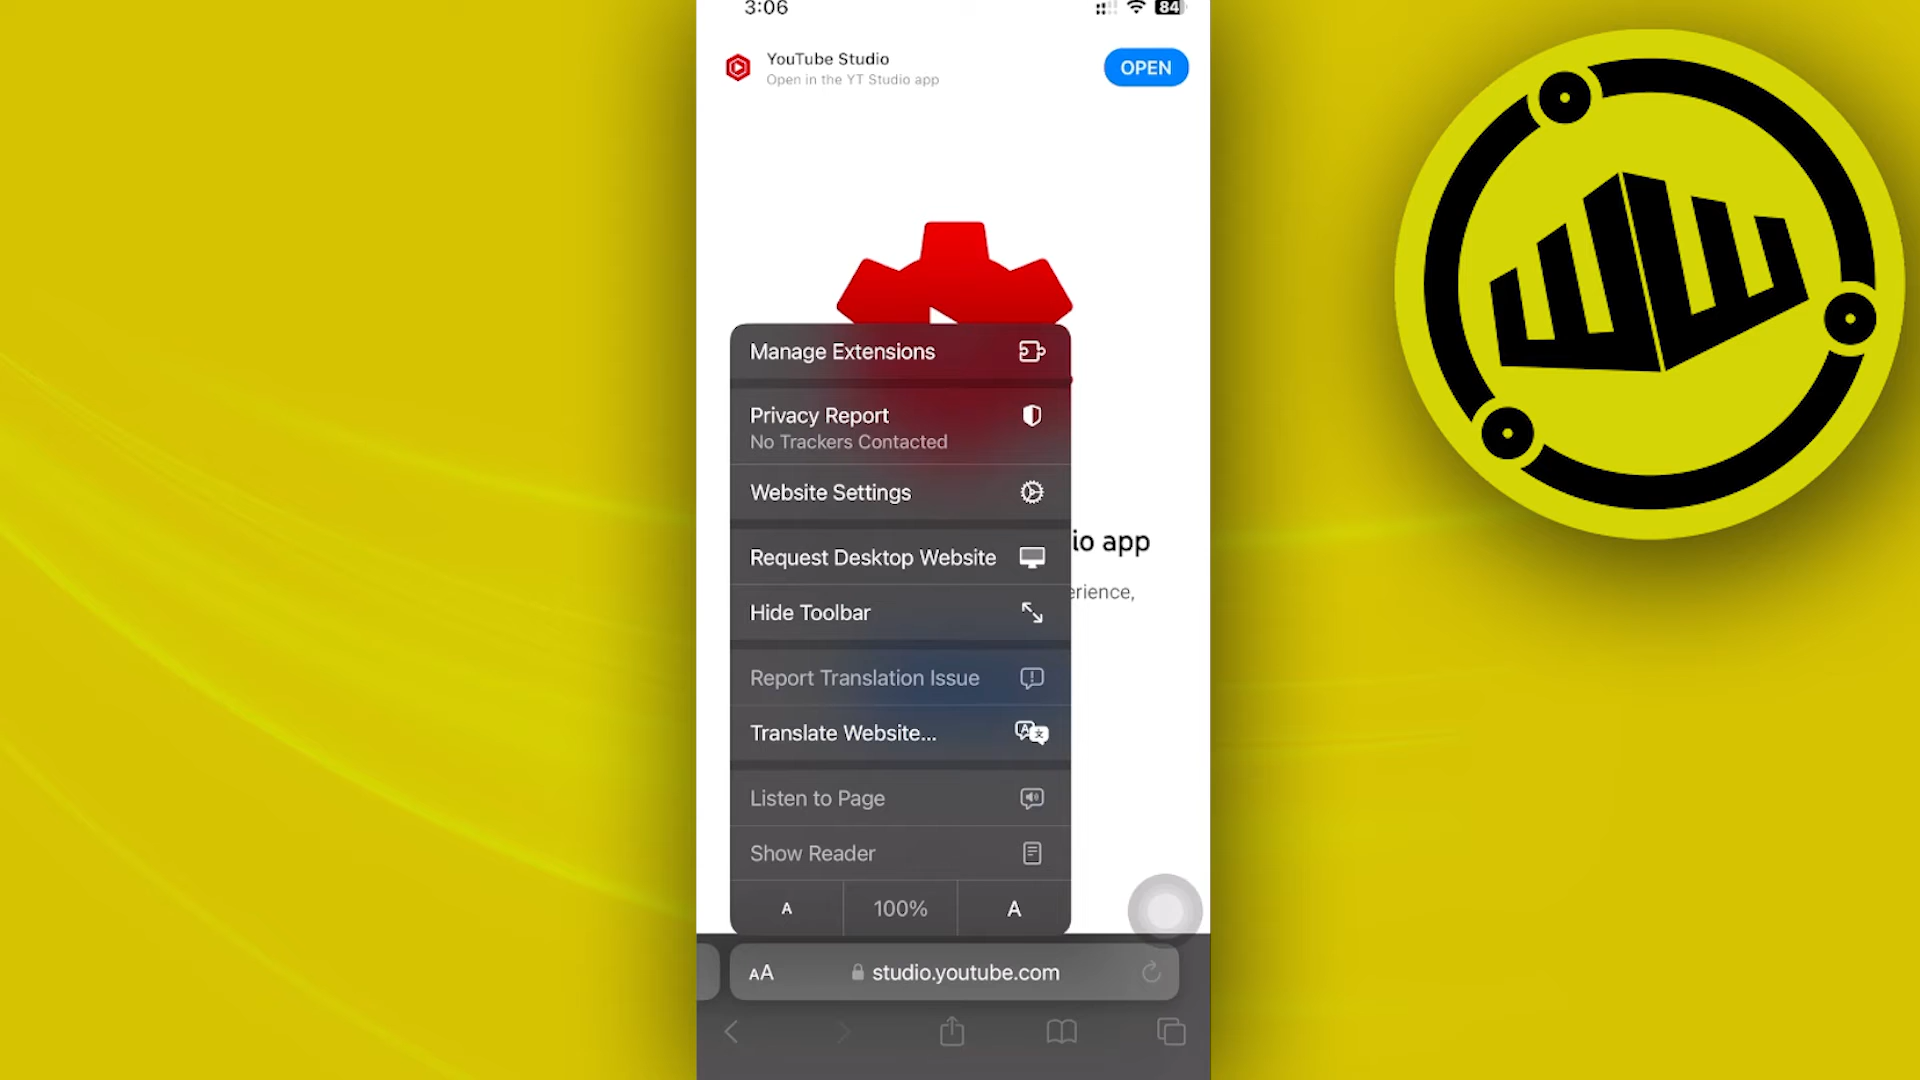 3:06
84
YouTube Studio
Open in the YT Studio app
OPEN
Manage Extensions
Privacy Report
No Trackers Contacted
Website Settings
io app
Request Desktop Website
erience,
Hide Toolbar
Report Translation Issue
Translate Website...
Listen to Page
Show Reader
A 100% A
AA studio.youtube.com